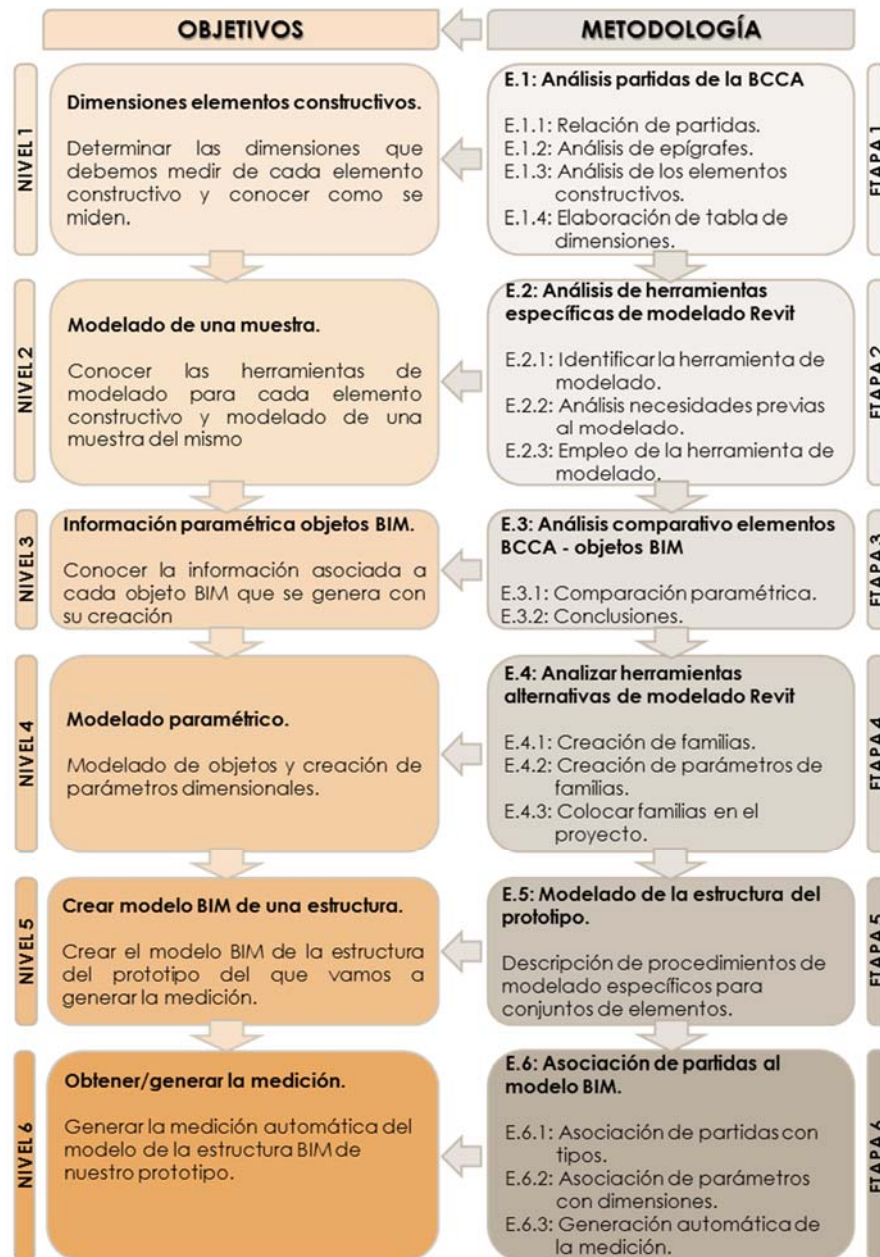 OBJETIVOS
METODOLOGÍA
NIVEL 1
Dimensiones elementos constructivos.
Determinar las dimensiones que
debemos medir de cada elemento
constructivo y conocer como se
miden.
E.1: Análisis partidas de la BCCA
E.1.1: Relación de partidas.
E.1.2: Análisis de epígrafes.
E.1.3: Análisis de los elementos
constructivos.
E.1.4: Elaboración de tabla de
dimensiones.
ETAPA 1
NIVEL 2
Modelado de una muestra.
Conocer las herramientas de
modelado para cada elemento
constructivo y modelado de una
muestra del mismo
E.2: Análisis de herramientas
específicas de modelado Revit
E.2.1: Identificar la herramienta de
modelado.
E.2.2: Análisis necesidades previas
al modelado.
E.2.3: Empleo de la herramienta de
modelado.
ETAPA 2
NIVEL 3
Información paramétrica objetos BIM.
Conocer la información asociada a
cada objeto BIM que se genera con
su creación
E.3: Análisis comparativo elementos
BCCA - objetos BIM
E.3.1: Comparación paramétrica.
E.3.2: Conclusiones.
ETAPA 3
NIVEL 4
Modelado paramétrico.
Modelado de objetos y creación de
parámetros dimensionales.
E.4: Analizar herramientas
alternativas de modelado Revit
E.4.1: Creación de familias.
E.4.2: Creación de parámetros de
familias.
E.4.3: Colocar familias en el
proyecto.
ETAPA 4
NIVEL 5
Crear modelo BIM de una estructura.
Crear el modelo BIM de la estructura
del prototipo del que vamos a
generar la medición.
E.5: Modelado de la estructura del
prototipo.
Descripción de procedimientos de
modelado específicos para
conjuntos de elementos.
ETAPA 5
NIVEL 6
Obtener/generar la medición.
Generar la medición automática del
modelo de la estructura BIM de
nuestro prototipo.
E.6: Asociación de partidas al
modelo BIM.
E.6.1: Asociación de partidas con
tipos.
E.6.2: Asociación de parámetros
con dimensiones.
E.6.3: Generación automática de
la medición.
ETAPA 6